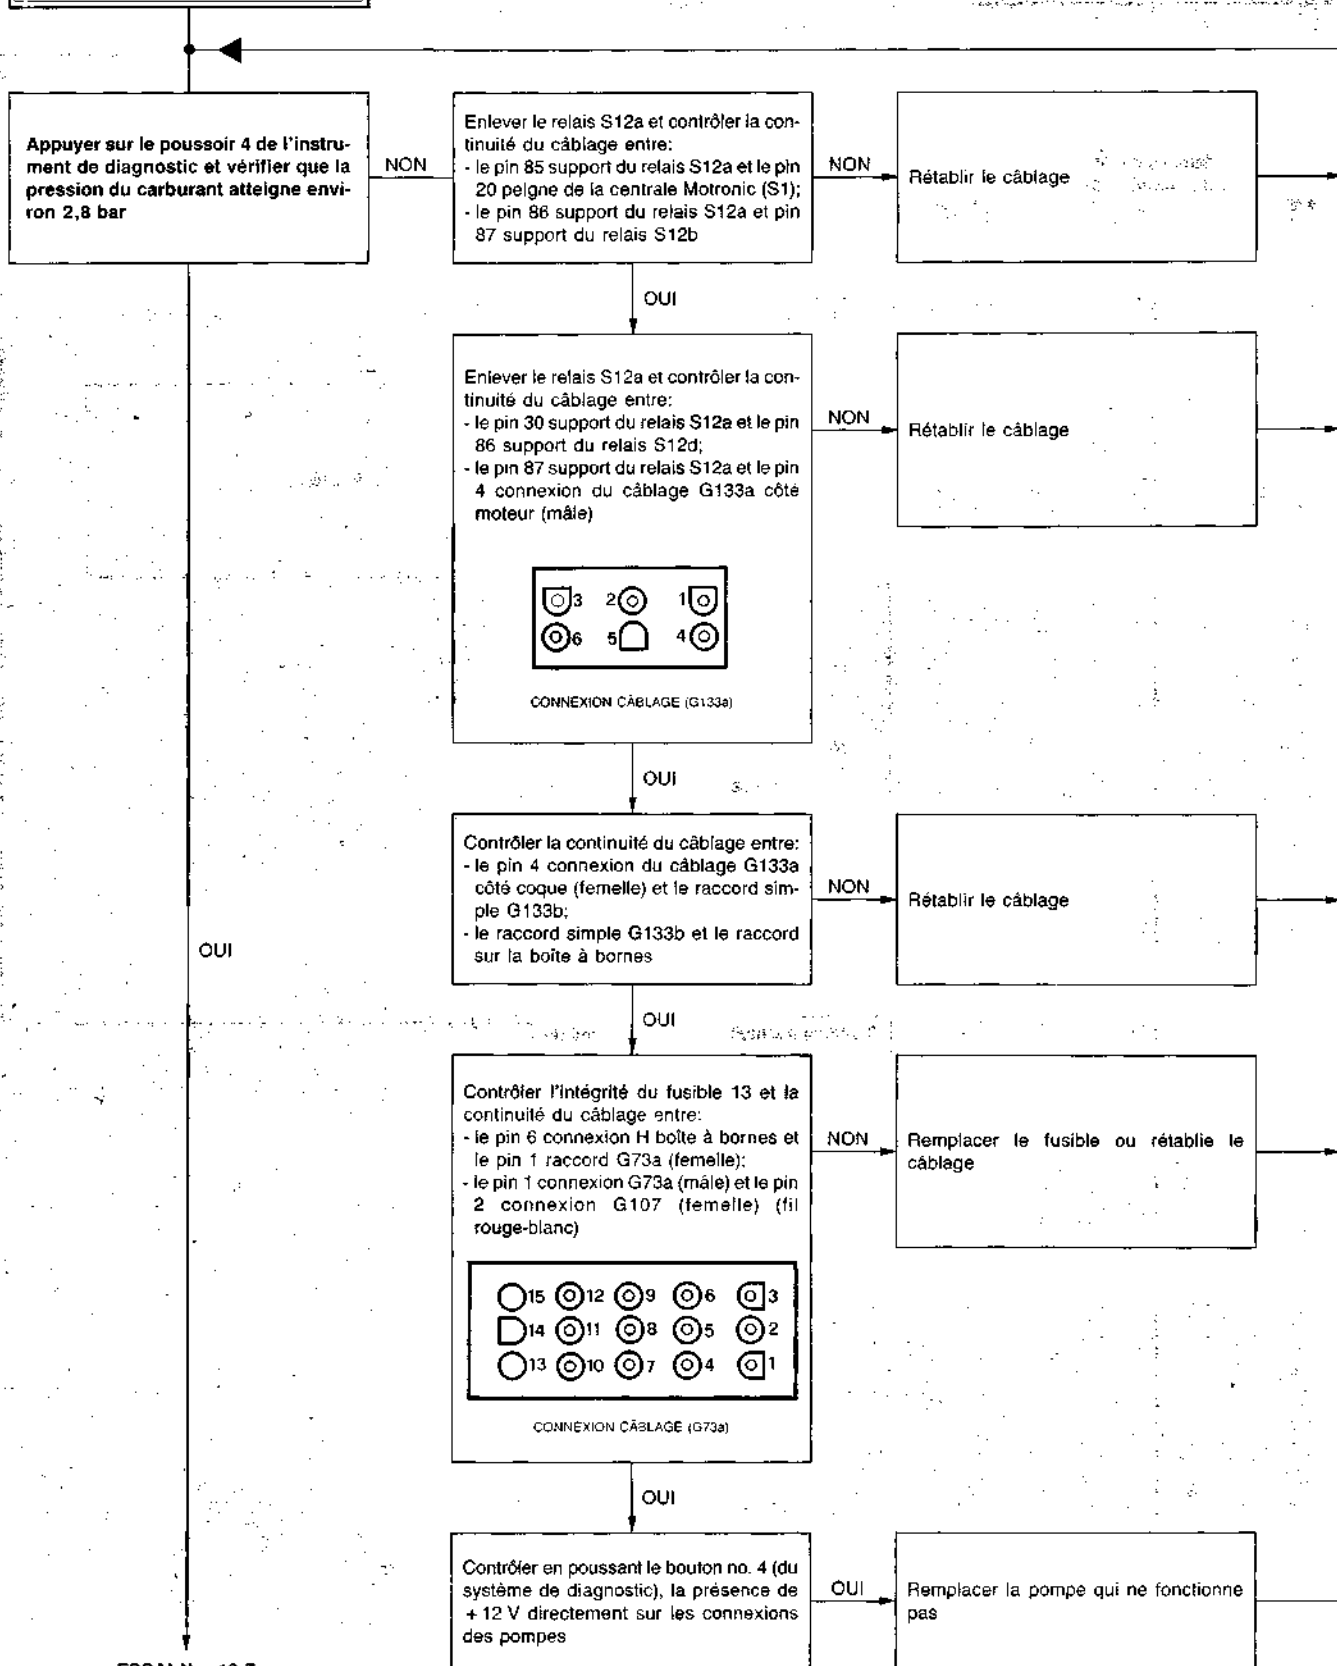 Appuyer sur le poussoir 4 de l'instru-
ment de diagnostic et vérifier que la
pression du carburant atteigne envi-
ron 2,8 bar
NON
Enlever le relais S12a et contrôler la con-
tinuité du câblage entre:
- le pin 85 support du relais S12a et le pin
20 peigne de la centrale Motronic (S1);
- le pin 86 support du relais S12a et pin
87 support du relais S12b
NON
Rétablir le câblage
OUI
Enlever le relais S12a et contrôler la con-
tinuité du câblage entre:
- le pin 30 support du relais S12a et le pin
86 support du relais S12d;
- le pin 87 support du relais S12a et le pin
4 connexion du câblage G133a côté
moteur (mâle)
3 2 1
6 5 4
CONNEXION CÂBLAGE (G133a)
NON
Rétablir le câblage
OUI
Contrôler la continuité du câblage entre:
- le pin 4 connexion du câblage G133a
côté coque (femelle) et le raccord sim-
ple G133b;
- le raccord simple G133b et le raccord
sur la boîte à bornes
NON
Rétablir le câblage
OUI
OUI
Contrôler l'intégrité du fusible 13 et la
continuité du câblage entre:
- le pin 6 connexion H boîte à bornes et
le pin 1 raccord G73a (femelle);
- le pin 1 connexion G73a (mâle) et le pin
2 connexion G107 (femelle) (fil
rouge-blanc)
15 12 9 6 3
14 11 8 5 2
13 10 7 4 1
CONNEXION CÂBLAGE (G73a)
NON
Remplacer le fusible ou rétablie le
câblage
OUI
Contrôler en poussant le bouton no. 4 (du
système de diagnostic), la présence de
+ 12 V directement sur les connexions
des pompes
OUI
Remplacer la pompe qui ne fonctionne
pas